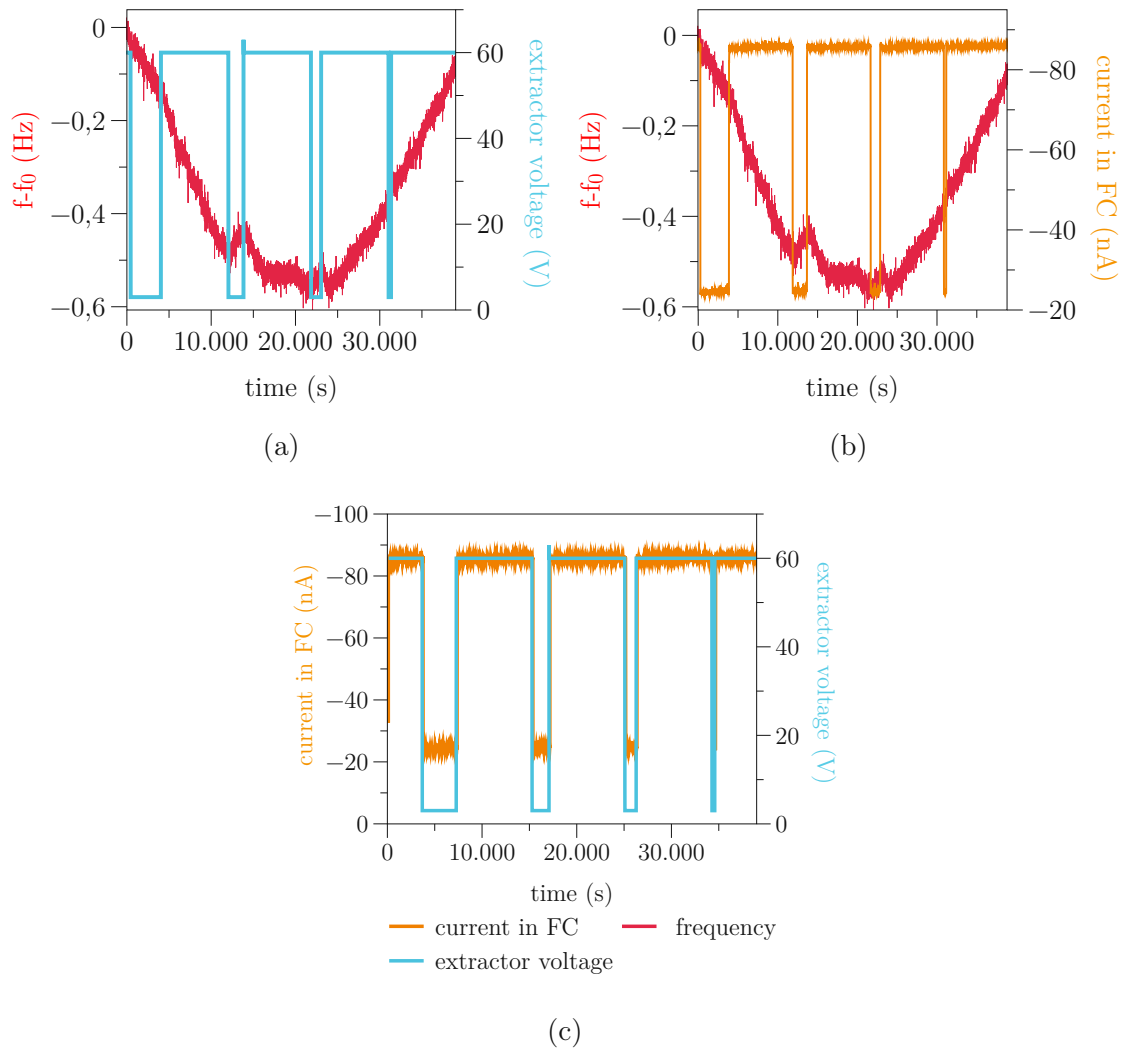 0
−0,2
−0,4
−0,6
f-f0 (Hz)
60
40
20
0
extractor voltage (V)
0
10.000
20.000
30.000
time (s)
(a)
0
−0,2
−0,4
−0,6
f-f0 (Hz)
−80
−60
−40
−20
current in FC (nA)
0
10.000
20.000
30.000
time (s)
(b)
−100
−80
−60
−40
−20
0
current in FC (nA)
60
40
20
0
extractor voltage (V)
0
10.000
20.000
30.000
time (s)
current in FC
frequency
extractor voltage
(c)